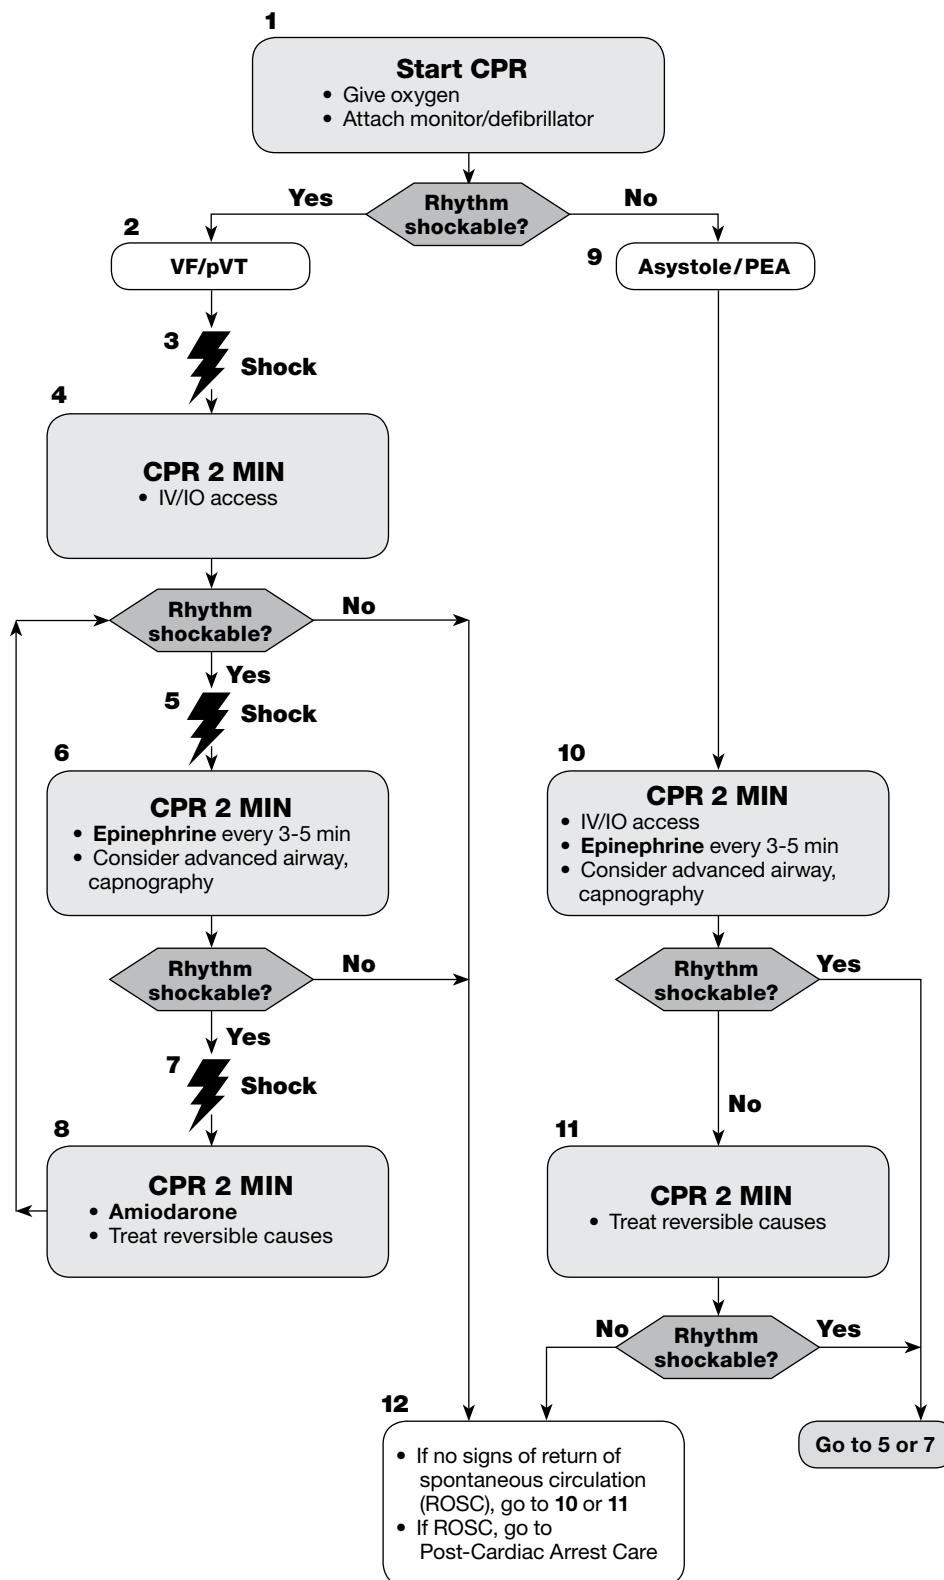 1
Start CPR
• Give oxygen
• Attach monitor/defibrillator
Rhythm
shockable?
Yes
No
2
VF/pVT
9
Asystole/PEA
3
Shock
4
CPR 2 MIN
• IV/IO access
Rhythm
shockable?
No
Yes
5
Shock
6
CPR 2 MIN
• Epinephrine every 3-5 min
• Consider advanced airway,
capnography
10
CPR 2 MIN
• IV/IO access
• Epinephrine every 3-5 min
• Consider advanced airway,
capnography
Rhythm
shockable?
No
Yes
Rhythm
shockable?
Yes
No
7
Shock
8
CPR 2 MIN
• Amiodarone
• Treat reversible causes
11
CPR 2 MIN
• Treat reversible causes
Rhythm
shockable?
No
Yes
12
• If no signs of return of
spontaneous circulation
(ROSC), go to 10 or 11
• If ROSC, go to
Post-Cardiac Arrest Care
Go to 5 or 7